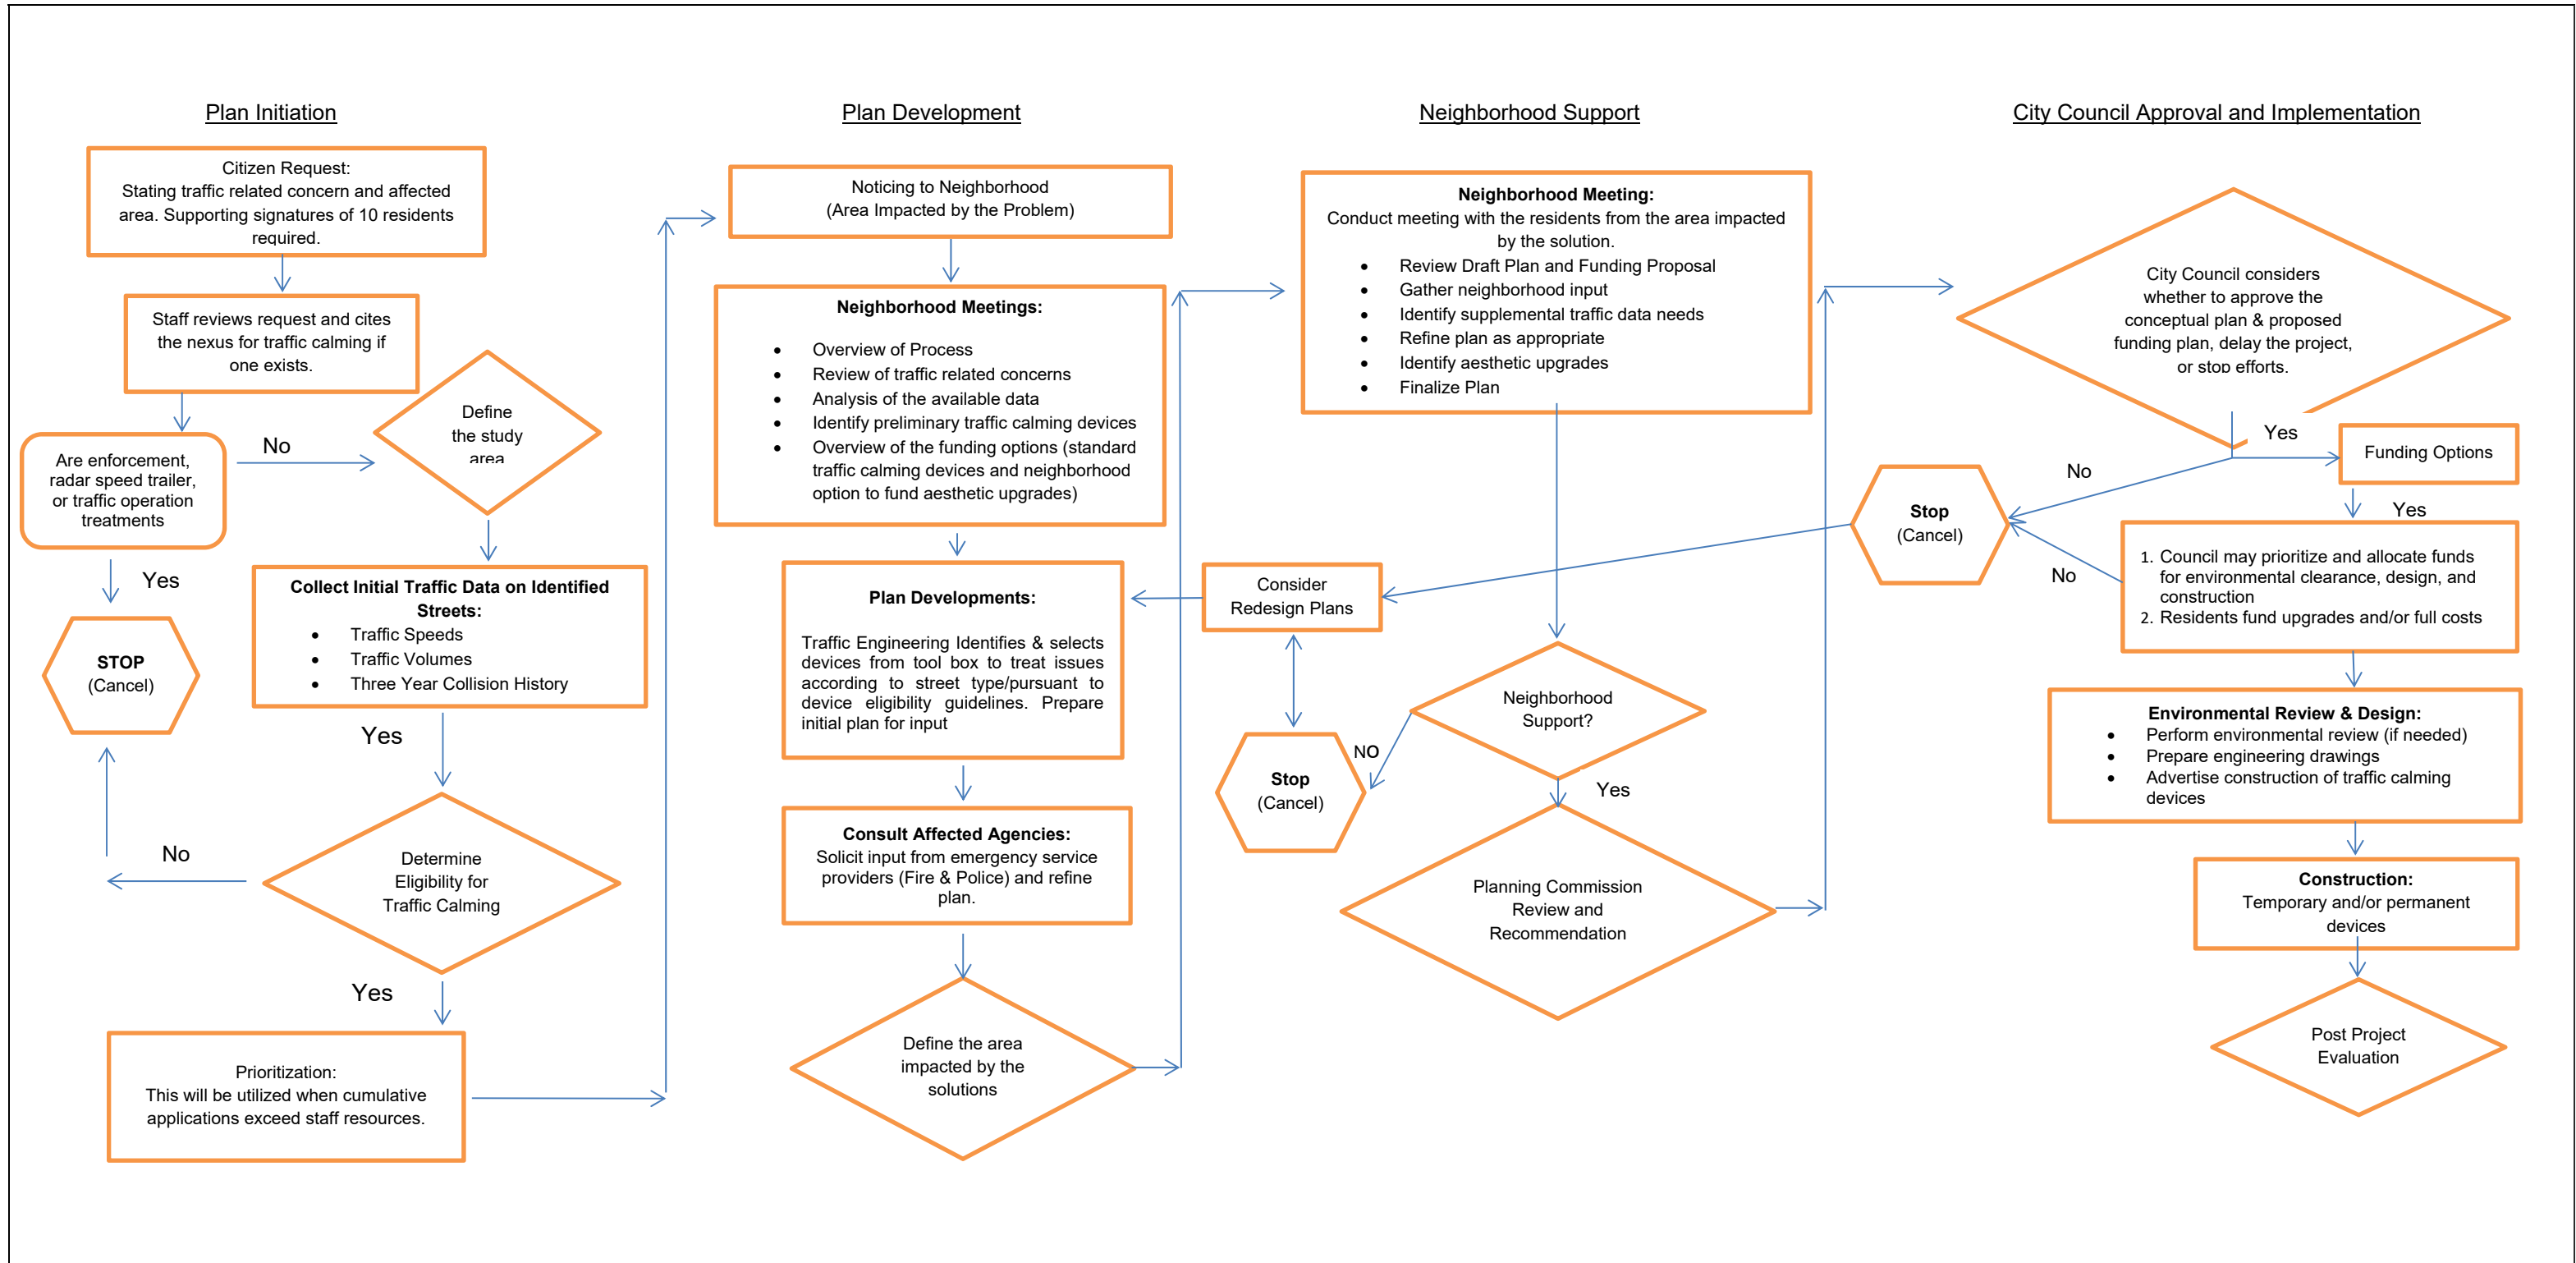 Plan Initiation
Citizen Request:
Stating traffic related concern and affected
area. Supporting signatures of 10 residents
required.
Staff reviews request and cites
the nexus for traffic calming if
one exists.
Are enforcement,
radar speed trailer,
or traffic operation
treatments
No
Define
the study
area
Yes
STOP
(Cancel)
Collect Initial Traffic Data on Identified
Streets:
• Traffic Speeds
• Traffic Volumes
• Three Year Collision History
Yes
Determine
Eligibility for
Traffic Calming
No
Yes
Prioritization:
This will be utilized when cumulative
applications exceed staff resources.
Plan Development
Noticing to Neighborhood
(Area Impacted by the Problem)
Neighborhood Meetings:
• Overview of Process
• Review of traffic related concerns
• Analysis of the available data
• Identify preliminary traffic calming devices
• Overview of the funding options (standard
traffic calming devices and neighborhood
option to fund aesthetic upgrades)
Plan Developments:
Traffic Engineering Identifies & selects
devices from tool box to treat issues
according to street type/pursuant to
device eligibility guidelines. Prepare
initial plan for input
Consult Affected Agencies:
Solicit input from emergency service
providers (Fire & Police) and refine
plan.
Define the area
impacted by the
solutions
Neighborhood Support
Neighborhood Meeting:
Conduct meeting with the residents from the area impacted
by the solution.
• Review Draft Plan and Funding Proposal
• Gather neighborhood input
• Identify supplemental traffic data needs
• Refine plan as appropriate
• Identify aesthetic upgrades
• Finalize Plan
Consider
Redesign Plans
Neighborhood
Support?
NO
Stop
(Cancel)
Yes
Planning Commission
Review and
Recommendation
City Council Approval and Implementation
City Council considers
whether to approve the
conceptual plan & proposed
funding plan, delay the project,
or stop efforts.
Yes
Funding Options
No
Stop
(Cancel)
Yes
No
1. Council may prioritize and allocate funds
for environmental clearance, design, and
construction
2. Residents fund upgrades and/or full costs
Environmental Review & Design:
• Perform environmental review (if needed)
• Prepare engineering drawings
• Advertise construction of traffic calming
devices
Construction:
Temporary and/or permanent
devices
Post Project
Evaluation